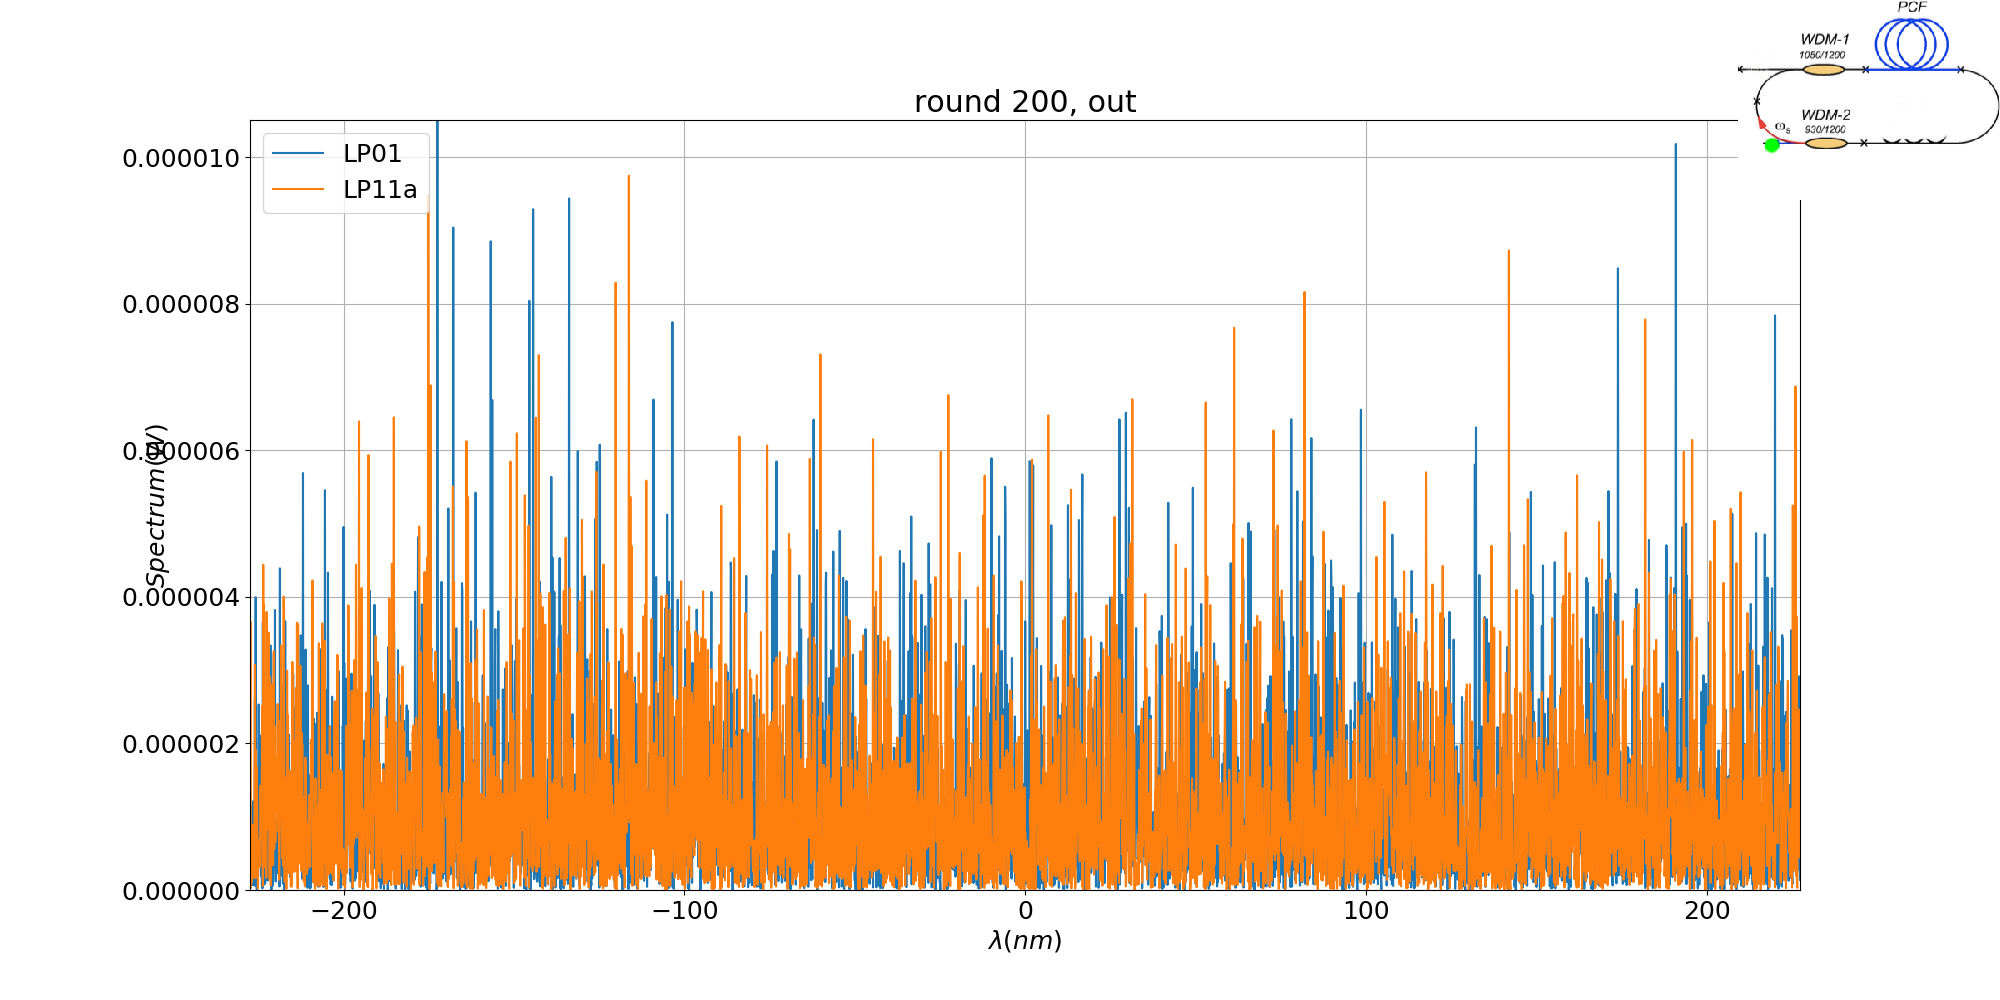 PCF
WDM-1
1050/1200
WDM-2
930/1200
ωs
round 200, out
LP01
LP11a
0.000010
0.000008
0.000006
0.000004
0.000002
0.000000
Spectrum(W)
−200
−100
0
100
200
λ(nm)